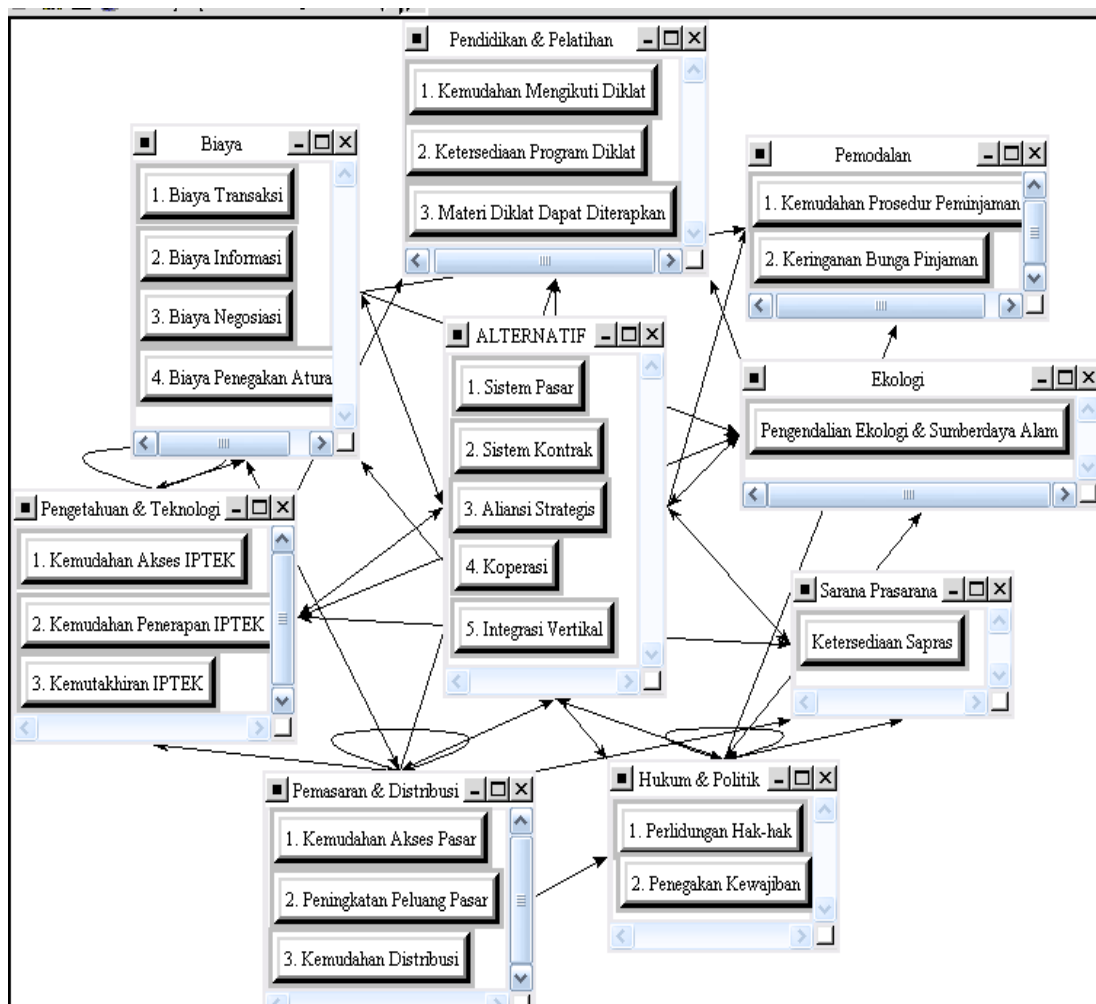 Pendidikan & Pelatihan
1. Kemudahan Mengikuti Diklat
2. Ketersediaan Program Diklat
3. Materi Diklat Dapat Diterapkan
Biaya
1. Biaya Transaksi
2. Biaya Informasi
3. Biaya Negosiasi
4. Biaya Penegakan Atura
Pemodalan
1. Kemudahan Prosedur Peminjaman
2. Keringanan Bunga Pinjaman
ALTERNATIF
1. Sistem Pasar
2. Sistem Kontrak
3. Aliansi Strategis
4. Koperasi
5. Integrasi Vertikal
Ekologi
Pengendalian Ekologi & Sumberdaya Alam
Pengetahuan & Teknologi
1. Kemudahan Akses IPTEK
2. Kemudahan Penerapan IPTEK
3. Kemutakhiran IPTEK
Sarana Prasarana
Ketersediaan Sapras
Pemasaran & Distribusi
1. Kemudahan Akses Pasar
2. Peningkatan Peluang Pasar
3. Kemudahan Distribusi
Hukum & Politik
1. Perlidungan Hak-hak
2. Penegakan Kewajiban